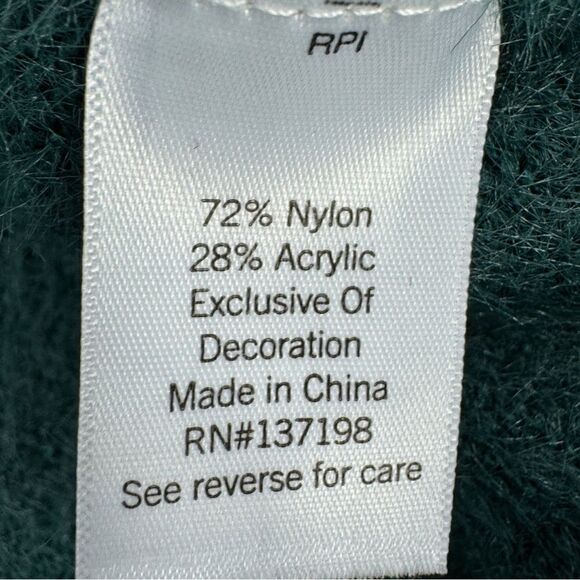 RPI
72% Nylon
28% Acrylic
Exclusive Of
Decoration
Made in China
RN#137198
See reverse for care